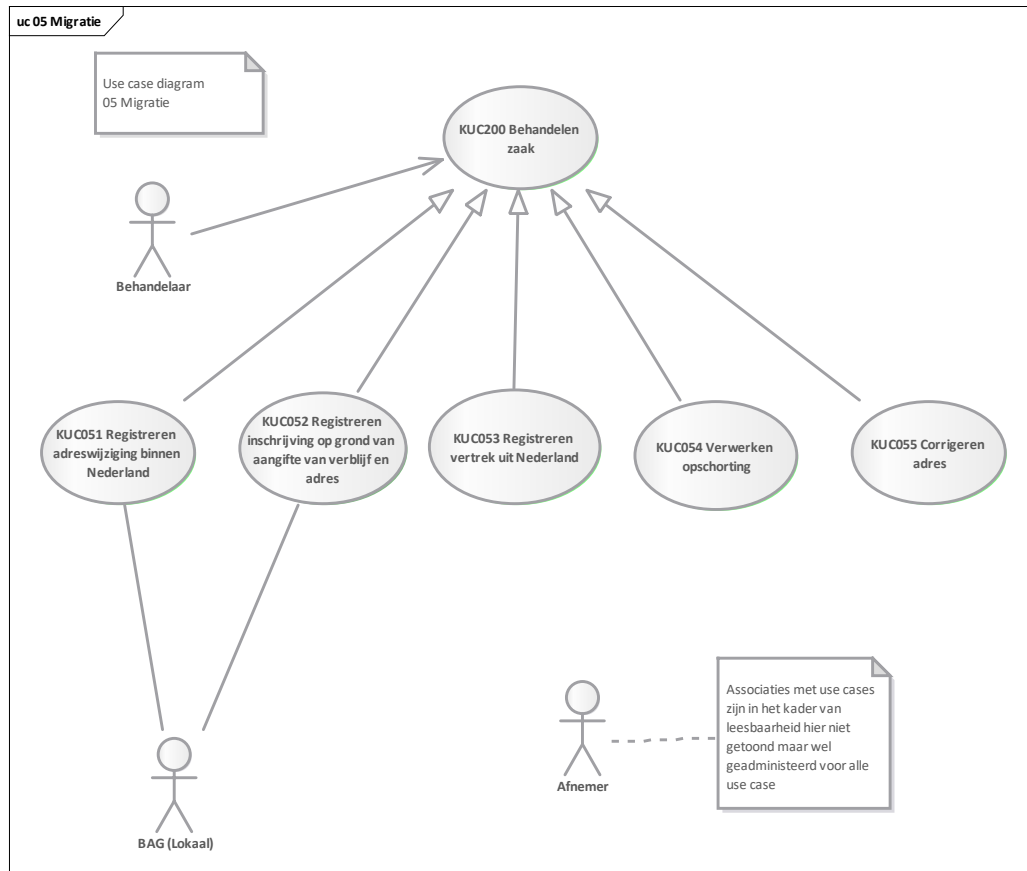 uc 05 Migratie
Use case diagram
05 Migratie
KUC200 Behandelen
zaak
Behandelaar
KUC051 Registreren
adreswijziging binnen
Nederland
KUC052 Registreren
inschrijving op grond van
aangifte van verblijf en
adres
KUC053 Registreren
vertrek uit Nederland
KUC054 Verwerken
opschorting
KUC055 Corrigeren
adres
Associaties met use cases
zijn in het kader van
leesbaarheid hier niet
getoond maar wel
geadministeerd voor alle
use case
Afnemer
BAG (Lokaal)